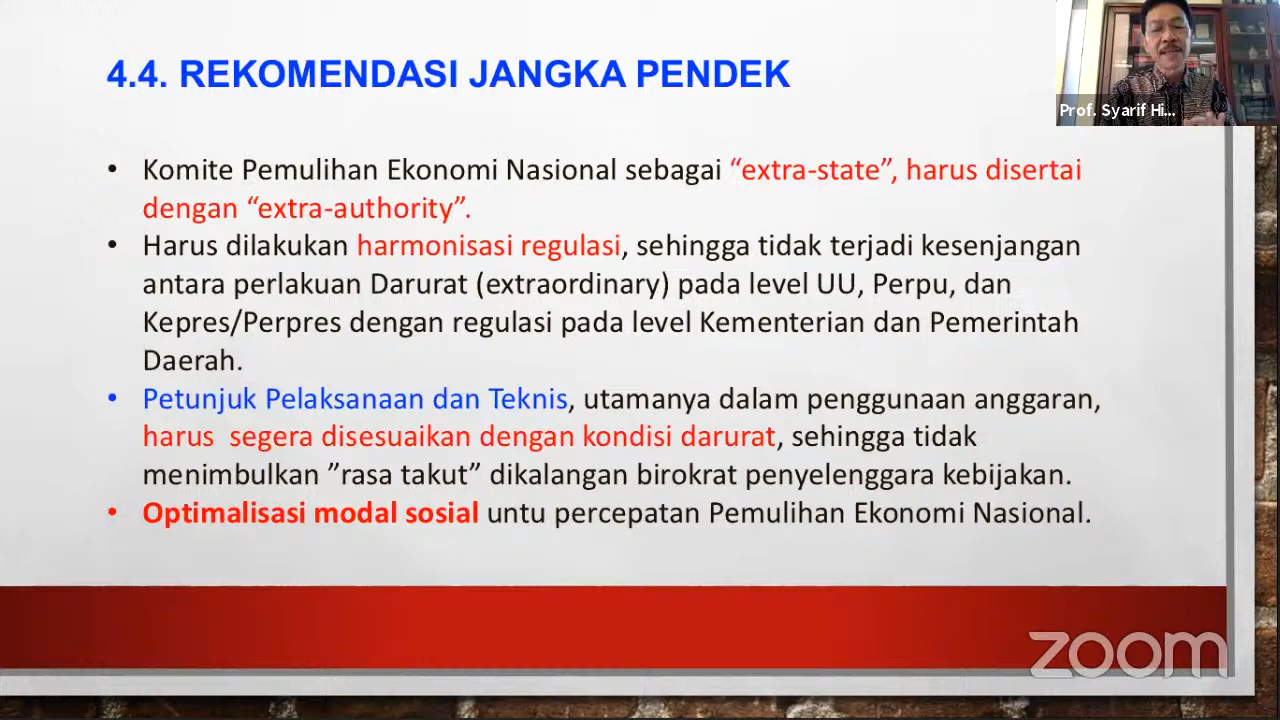 4.4. REKOMENDASI JANGKA PENDEK
Prof. Syarif Hi...
• Komite Pemulihan Ekonomi Nasional sebagai “extra-state”, harus disertai
dengan “extra-authority”.
• Harus dilakukan harmonisasi regulasi, sehingga tidak terjadi kesenjangan
antara perlakuan Darurat (extraordinary) pada level UU, Perpu, dan
Kepres/Perpres dengan regulasi pada level Kementerian dan Pemerintah
Daerah.
• Petunjuk Pelaksanaan dan Teknis, utamanya dalam penggunaan anggaran,
harus segera disesuaikan dengan kondisi darurat, sehingga tidak
menimbulkan ”rasa takut” dikalangan birokrat penyelenggara kebijakan.
• Optimalisasi modal sosial untu percepatan Pemulihan Ekonomi Nasional.
zoom